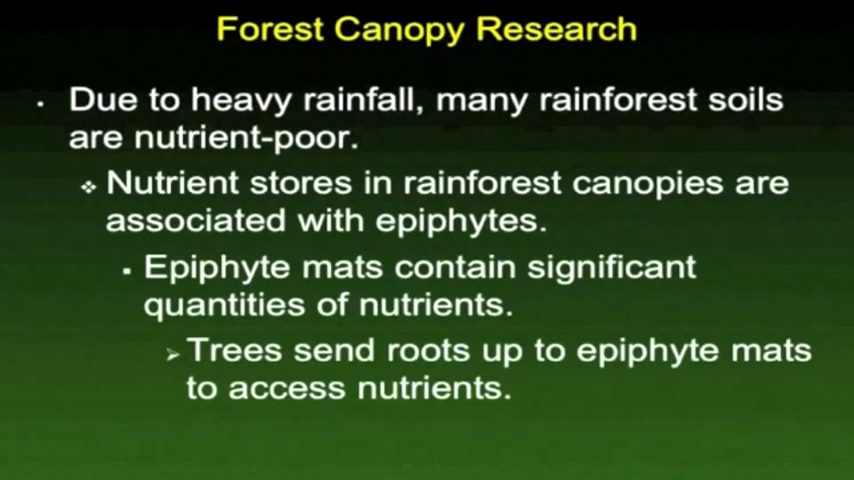 Forest Canopy Research
• Due to heavy rainfall, many rainforest soils
are nutrient-poor.
❖ Nutrient stores in rainforest canopies are
associated with epiphytes.
▪ Epiphyte mats contain significant
quantities of nutrients.
➢ Trees send roots up to epiphyte mats
to access nutrients.